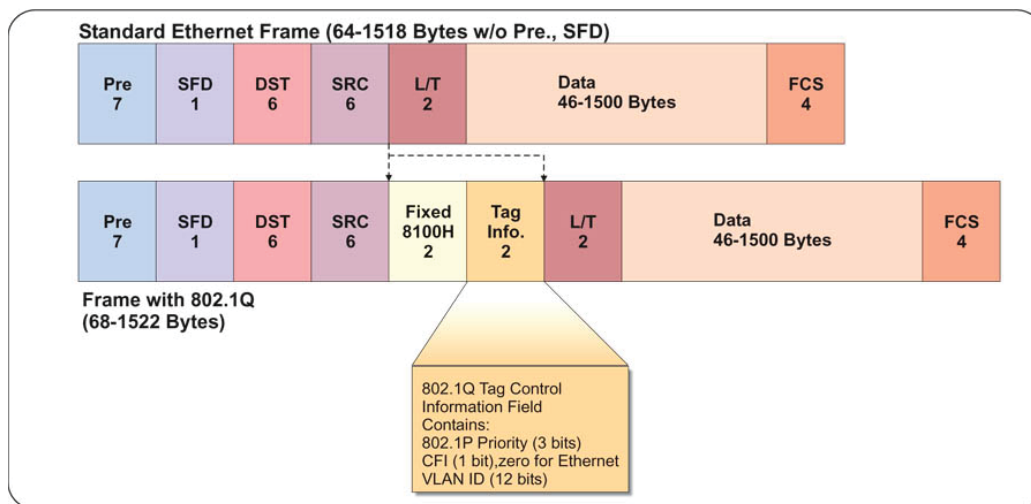 Standard Ethernet Frame (64-1518 Bytes w/o Pre., SFD)
Pre
7
SFD
1
DST
6
SRC
6
L/T
2
Data
46-1500 Bytes
FCS
4
Pre
7
SFD
1
DST
6
SRC
6
Fixed
8100H
2
Tag
Info.
2
L/T
2
Data
46-1500 Bytes
FCS
4
Frame with 802.1Q
(68-1522 Bytes)
802.1Q Tag Control
Information Field
Contains:
802.1P Priority (3 bits)
CFI (1 bit),zero for Ethernet
VLAN ID (12 bits)